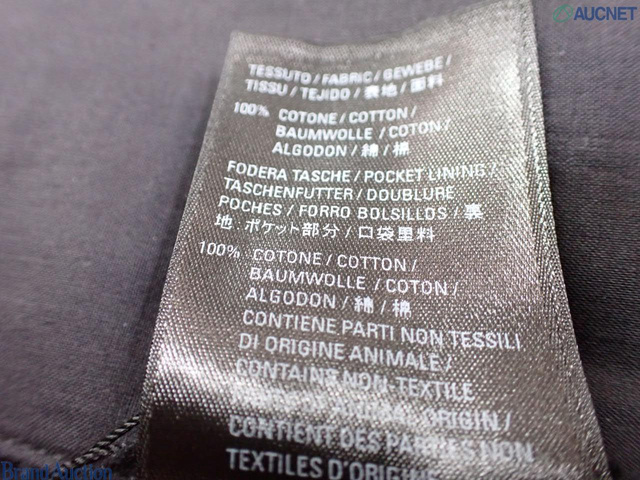 AUCNET
TESSUTO / FABRIC / GEWEBE /
TISSU / TEJIDO / 表地 / 面料
100% COTONE / COTTON /
BAUMWOLLE / COTON /
ALGODON / 綿 / 棉
FODERA TASCHE / POCKET LINING /
TASCHENFUTTER / DOUBLURE
POCHES / FORRO BOLSILLOS / 裏
地. ポケット部分 / 口袋里料
100% COTONE / COTTON /
BAUMWOLLE / COTON /
ALGODON / 綿 / 棉
CONTIENE PARTI NON TESSILI
DI ORIGINE ANIMALE /
CONTAINS NON-TEXTILE
ANIMAL ORIGIN /
CONTIENT DES PARTIES NON
TEXTILES D'ORIGINE
Brand Auction